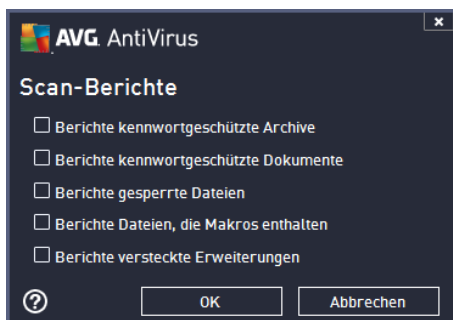 AVG AntiVirus
x
Scan-Berichte
Berichte kennwortgeschützte Archive
Berichte kennwortgeschützte Dokumente
Berichte gesperrte Dateien
Berichte Dateien, die Makros enthalten
Berichte versteckte Erweiterungen
? OK Abbrechen